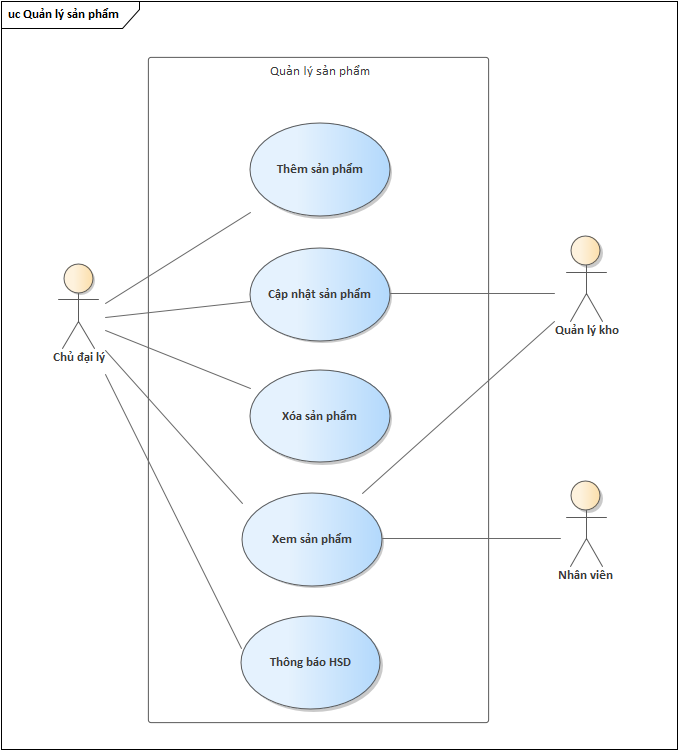 uc Quản lý sản phẩm
Quản lý sản phẩm
Thêm sản phẩm
Cập nhật sản phẩm
Quản lý kho
Chủ đại lý
Xóa sản phẩm
Xem sản phẩm
Nhân viên
Thông báo HSD